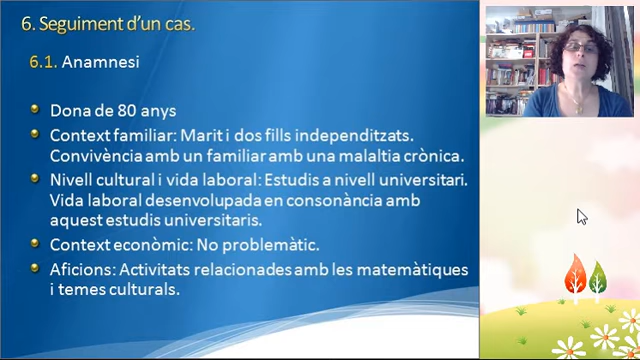 6. Seguiment d'un cas.
6.1. Anamnesi
Dona de 80 anys
Context familiar: Marit i dos fills independitzats.
Convivència amb un familiar amb una malaltia crònica.
Nivell cultural i vida laboral: Estudis a nivell universitari.
Vida laboral desenvolupada en consonància amb
aquest estudis universitaris.
Context econòmic: No problemàtic.
Aficions: Activitats relacionades amb les matemàtiques
i temes culturals.